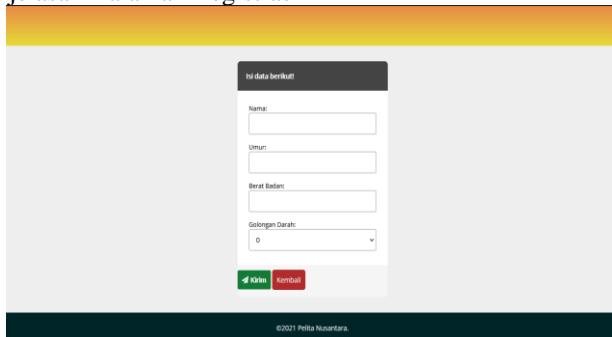 Isi data berikut!
Nama:
Umur:
Berat Badan:
Golongan Darah:
O
Kirim Kembali
©2021 Pelita Nusantara.